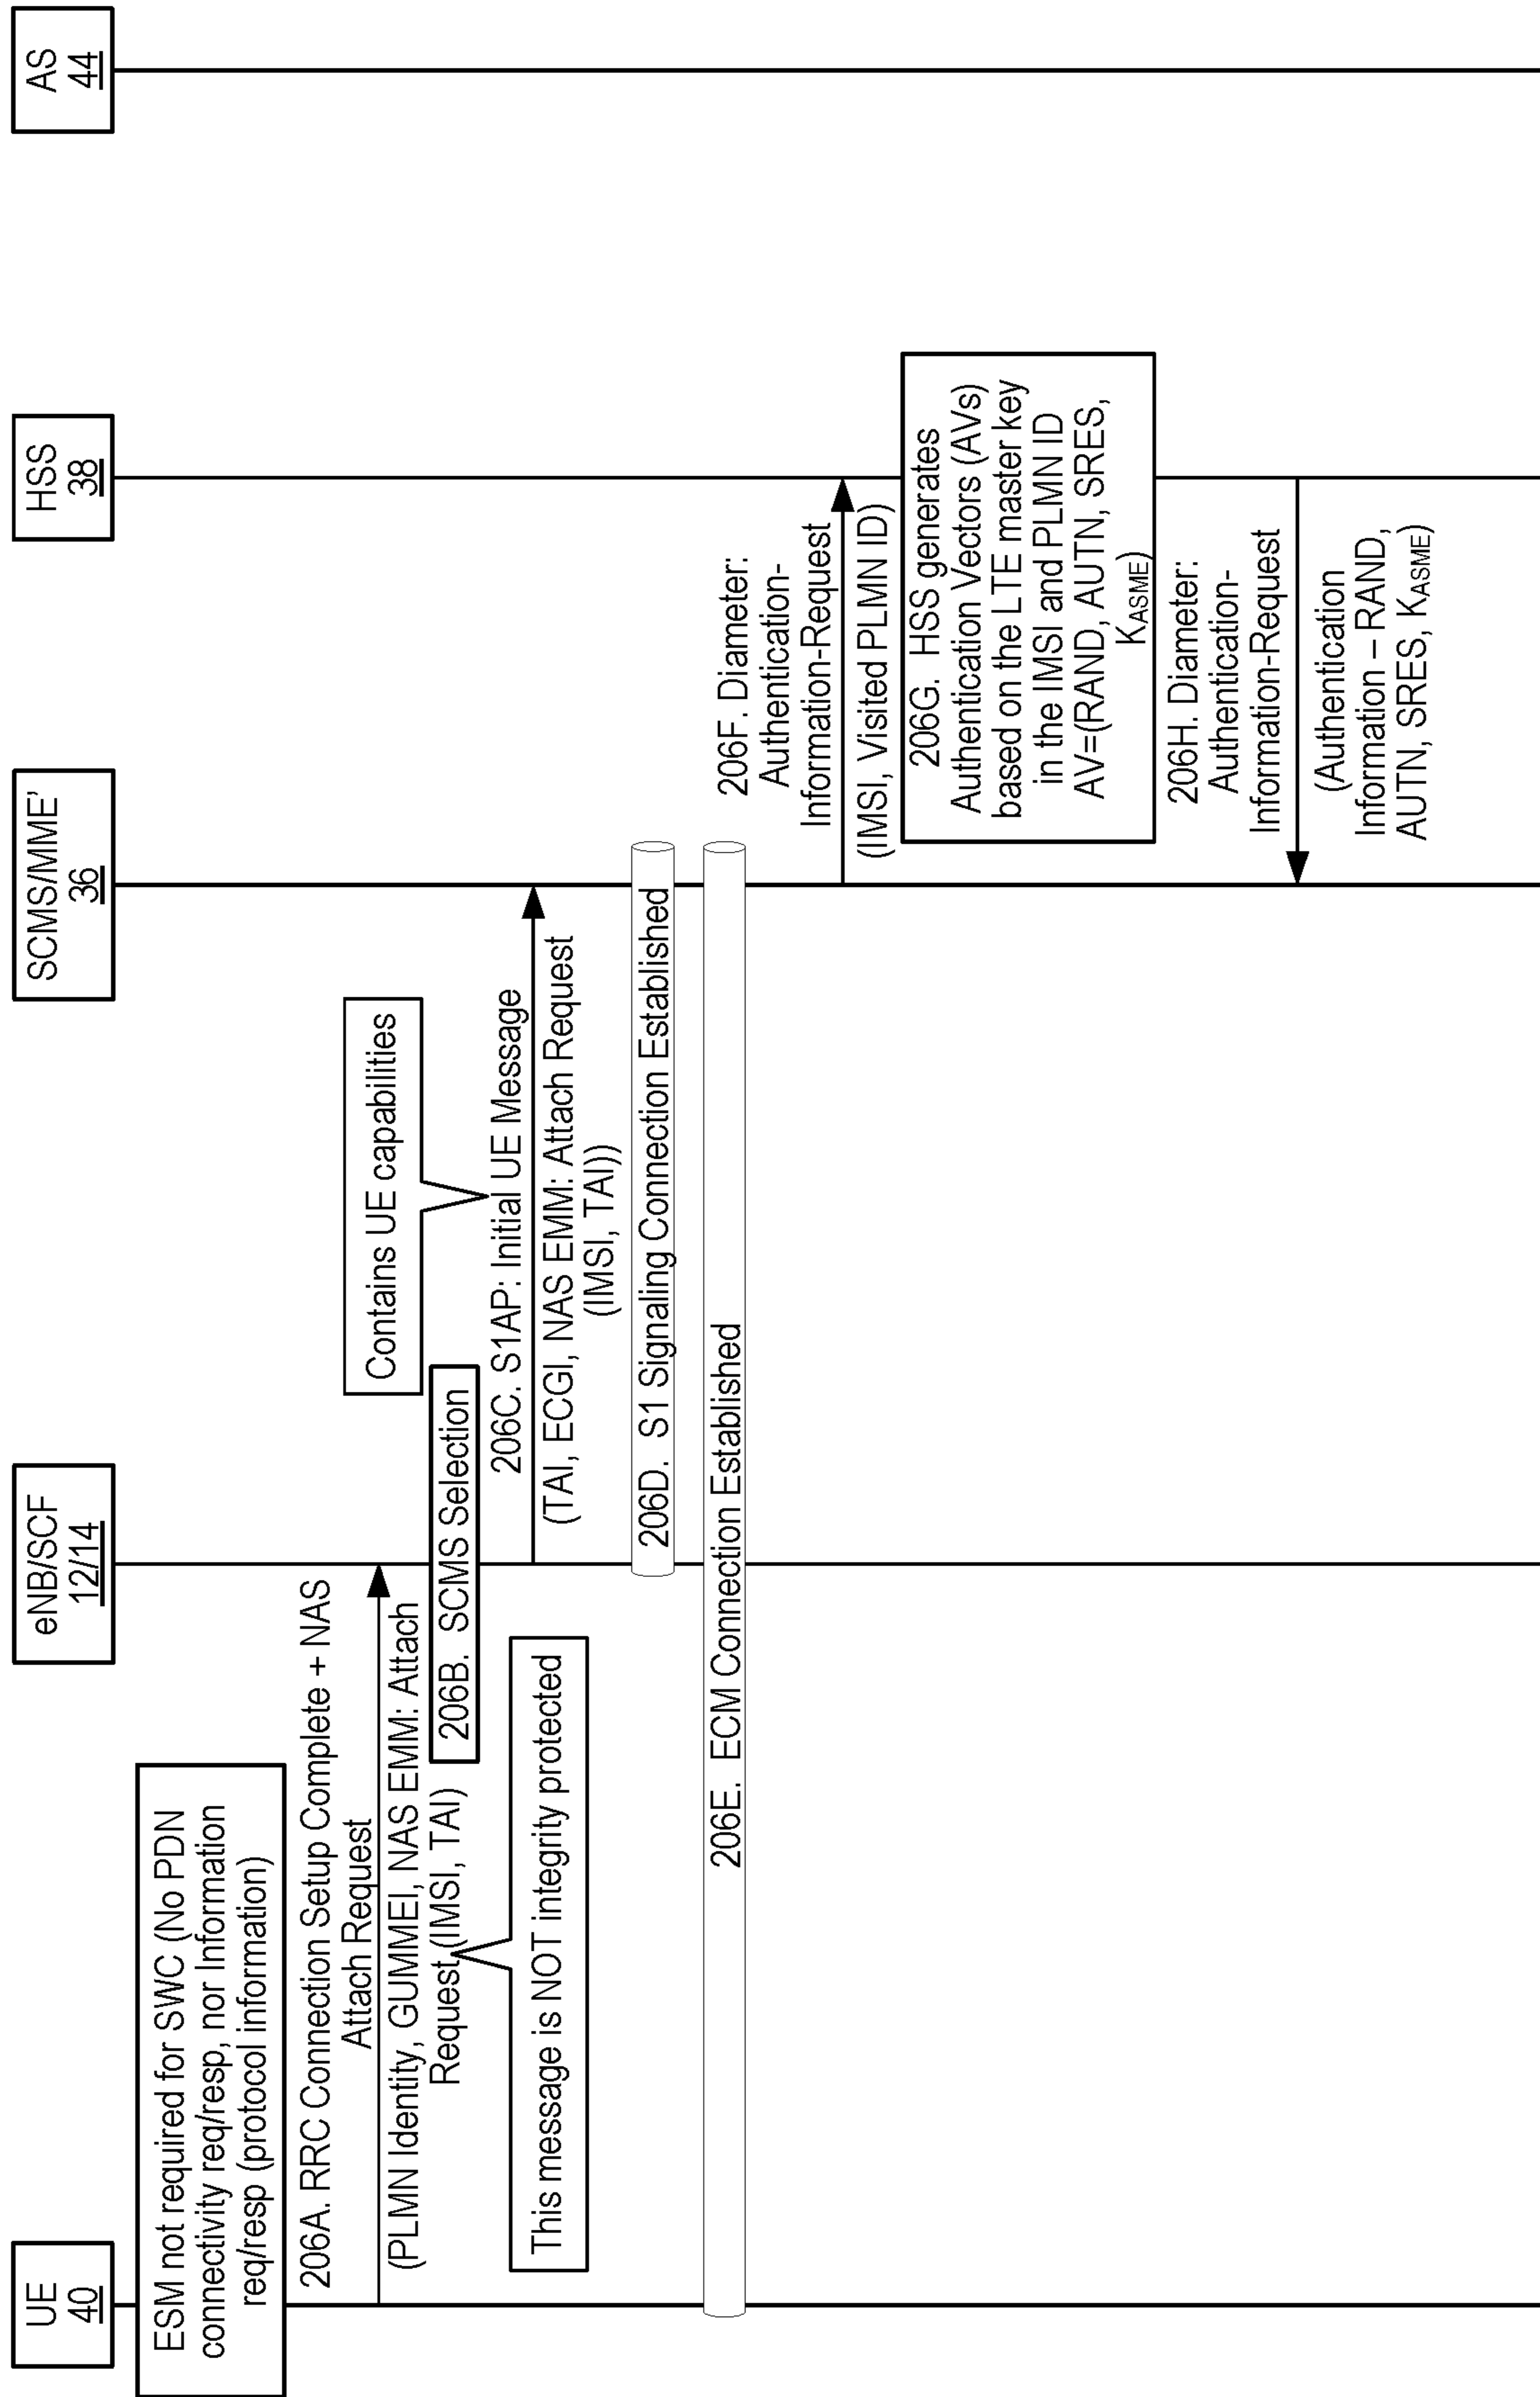 UE
40
eNB/SCF
12/14
SCMS/MME'
36
HSS
38
AS
44
ESM not required for SWC (No PDN
connectivity req/resp, nor Information
req/resp (protocol information)
206A. RRC Connection Setup Complete + NAS
Attach Request
(PLMN Identity, GUMMEI, NAS EMM: Attach
Request (IMSI, TAI)
This message is NOT integrity protected
206B. SCMS Selection
Contains UE capabilities
206C. S1AP: Initial UE Message
(TAI, ECGI, NAS EMM: Attach Request
(IMSI, TAI))
206D. S1 Signaling Connection Established
206E. ECM Connection Established
206F. Diameter:
Authentication-
Information-Request
(IMSI, Visited PLMN ID)
206G. HSS generates
Authentication Vectors (AVs)
based on the LTE master key
in the IMSI and PLMN ID
AV=(RAND, AUTN, SRES,
KASME)
206H. Diameter:
Authentication-
Information-Request
(Authentication
Information – RAND,
AUTN, SRES, KASME)